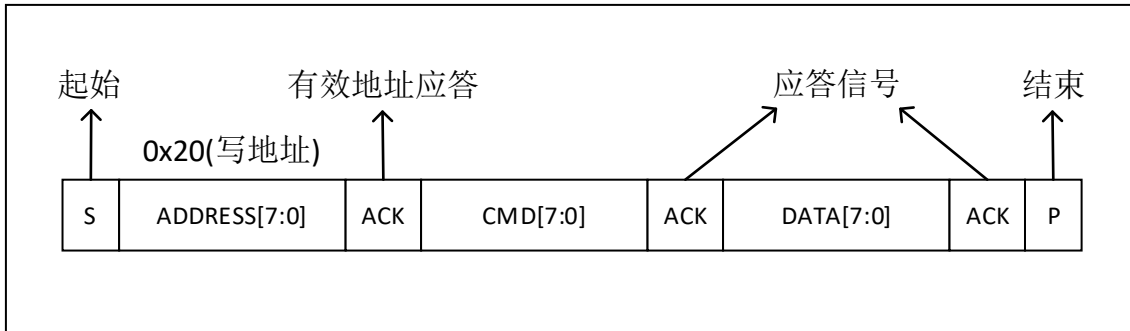 起始 有效地址应答 应答信号 结束
0x20(写地址)
S ADDRESS[7:0] ACK CMD[7:0] ACK DATA[7:0] ACK P